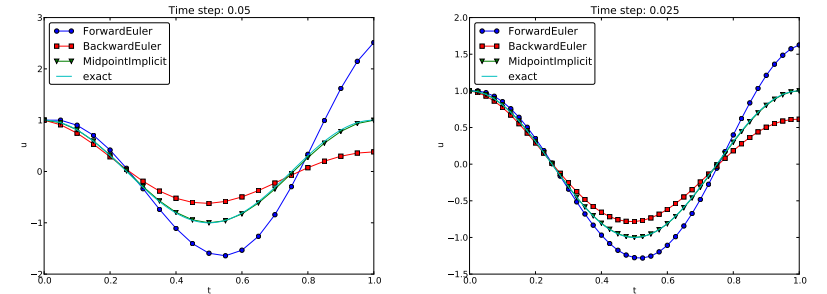 Time step: 0.05
3
2
1
0
−1
−2
u
0.0
0.2
0.4
0.6
0.8
1.0
t
ForwardEuler
BackwardEuler
MidpointImplicit
exact
Time step: 0.025
2.0
1.5
1.0
0.5
0.0
−0.5
−1.0
−1.5
u
0.0
0.2
0.4
0.6
0.8
1.0
t
ForwardEuler
BackwardEuler
MidpointImplicit
exact